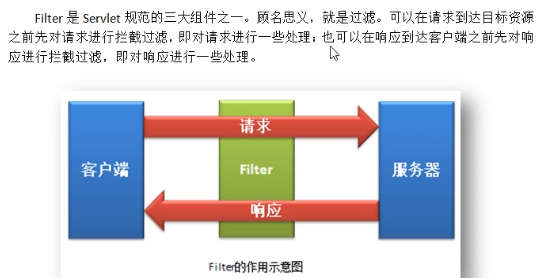 Filter 是 Servlet 规范的三大组件之一。顾名思义，就是过滤。可以在请求到达目标资源
之前先对请求进行拦截过滤，即对请求进行一些处理；也可以在响应到达客户端之前先对响
应进行拦截过滤，即对响应进行一些处理。
请求
客户端
Filter
服务器
响应
Filter的作用示意图